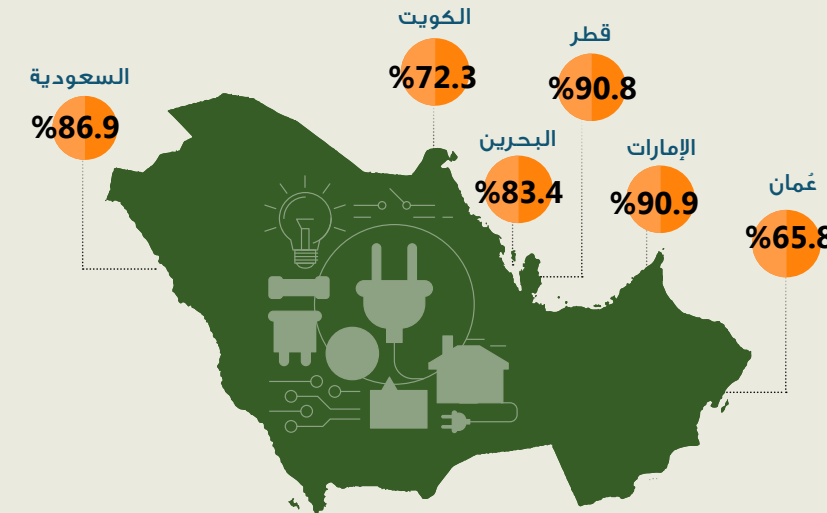 الكويت
%72.3
قطر
%90.8
السعودية
%86.9
البحرين
%83.4
الإمارات
%90.9
عُمان
%65.8